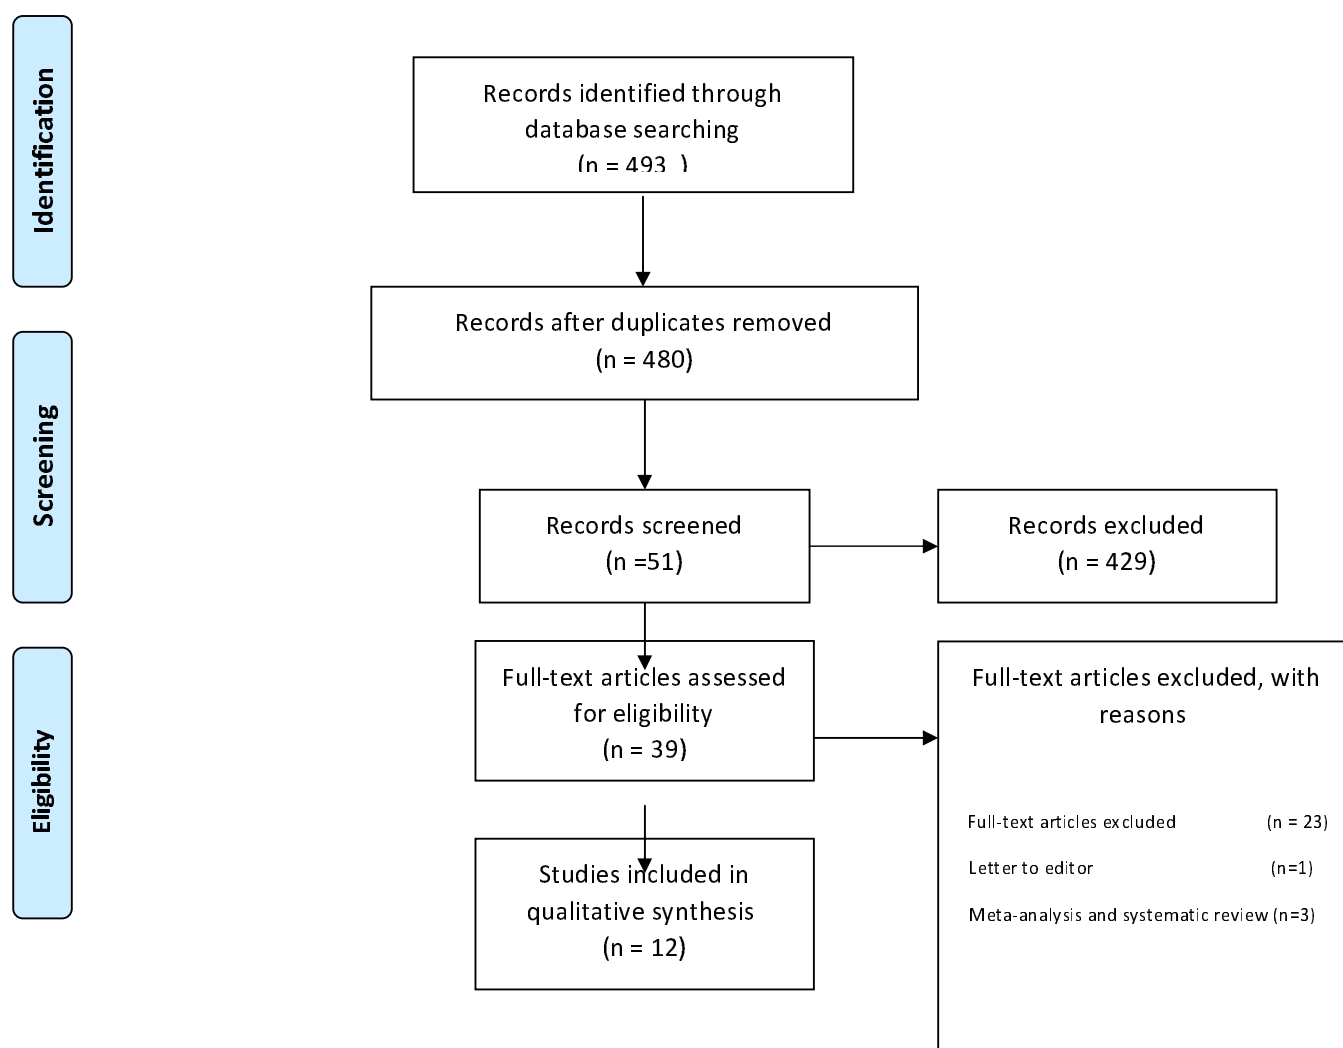 Identification
Records identified through
database searching
(n = 493 )
Records after duplicates removed
(n = 480)
Screening
Records screened
(n =51)
Records excluded
(n = 429)
Eligibility
Full-text articles assessed
for eligibility
(n = 39)
Full-text articles excluded, with
reasons
Full-text articles excluded (n = 23)
Letter to editor (n=1)
Meta-analysis and systematic review (n=3)
Studies included in
qualitative synthesis
(n = 12)